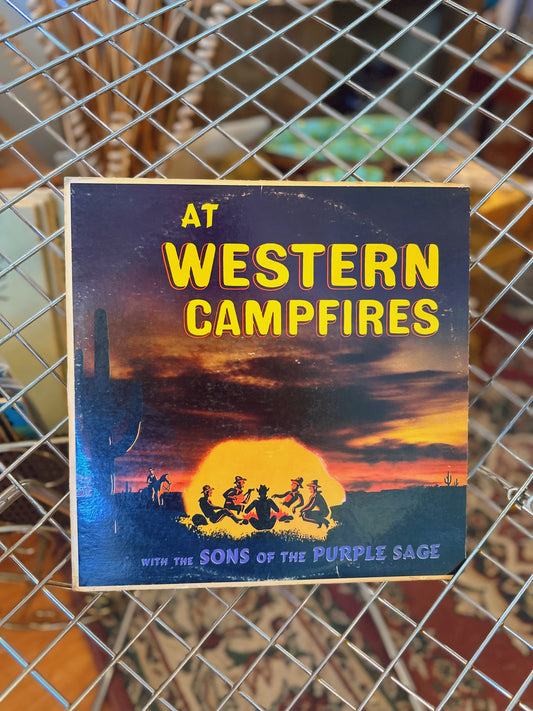 AT
WESTERN
CAMPFIRES
WITH THE SONS OF THE PURPLE SAGE